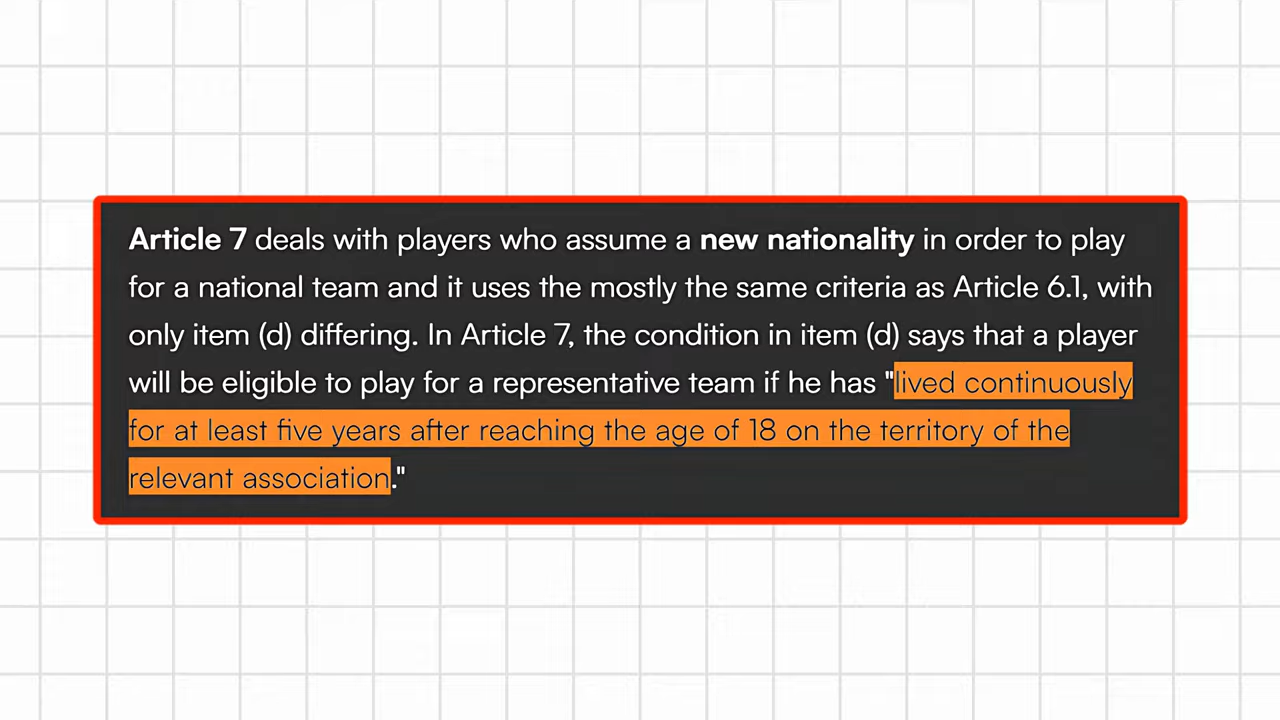 Article 7 deals with players who assume a new nationality in order to play
for a national team and it uses the mostly the same criteria as Article 6.1, with
only item (d) differing. In Article 7, the condition in item (d) says that a player
will be eligible to play for a representative team if he has "lived continuously
for at least five years after reaching the age of 18 on the territory of the
relevant association."